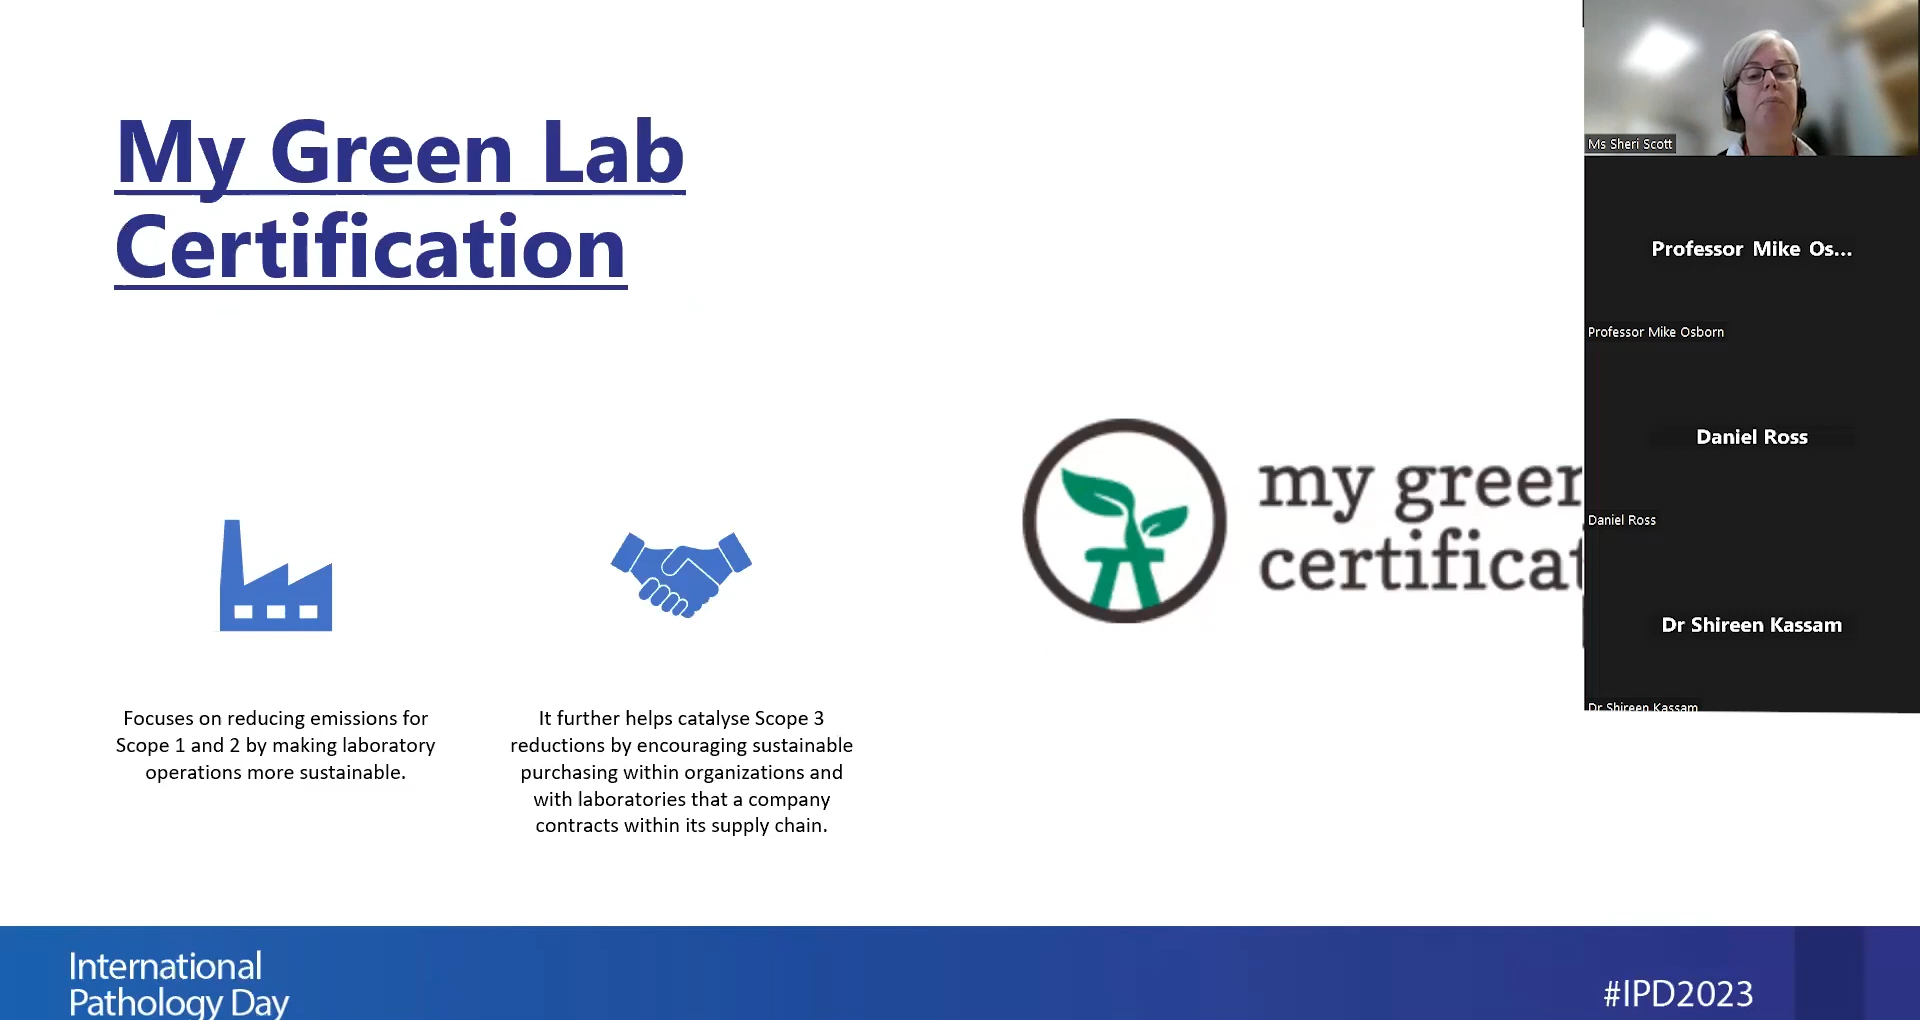 My Green Lab
Certification
Focuses on reducing emissions for
Scope 1 and 2 by making laboratory
operations more sustainable.
It further helps catalyse Scope 3
reductions by encouraging sustainable
purchasing within organizations and
with laboratories that a company
contracts within its supply chain.
my green
certificat
Ms Sheri Scott
Professor Mike Os...
Professor Mike Osborn
Daniel Ross
Daniel Ross
Dr Shireen Kassam
Dr Shireen Kassam
International
Pathology Day
#IPD2023